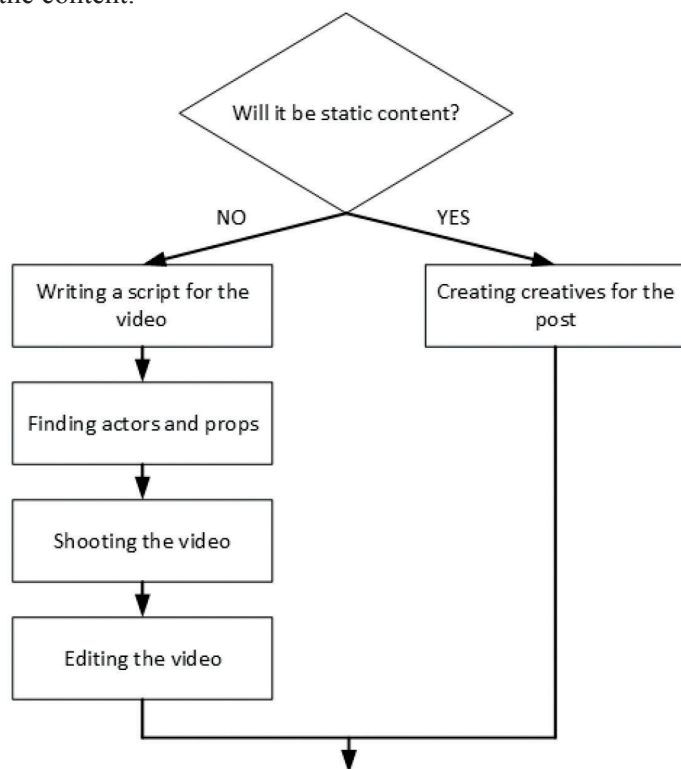 the content.
Will it be static content?
NO
YES
Writing a script for the
video
Creating creatives for the
post
Finding actors and props
Shooting the video
Editing the video